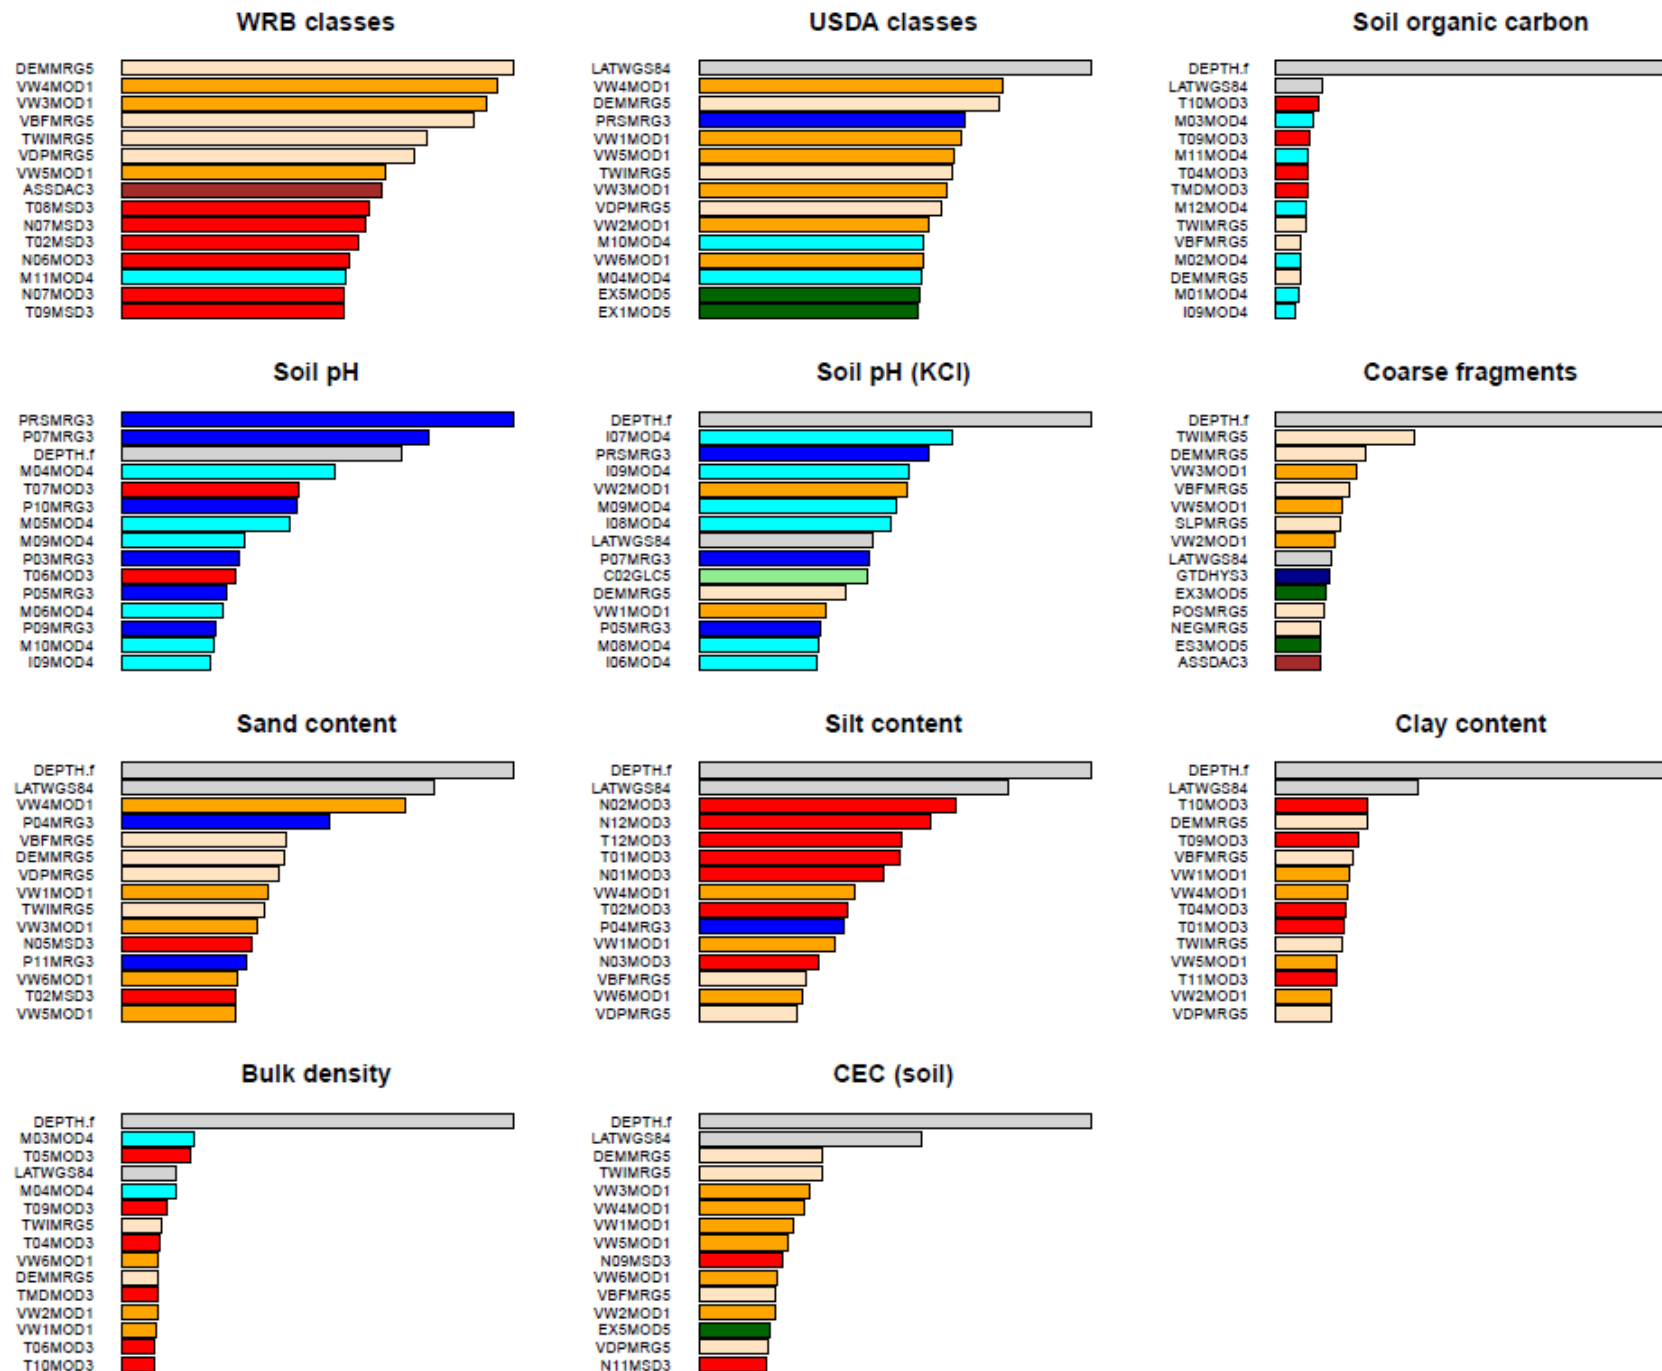 WRB classes
DEMMRG5
VW4MOD1
VW3MOD1
VBFMRG5
TWIMRG5
VDPMRG5
VW5MOD1
ASSDAC3
T08MSD3
N07MSD3
T02MSD3
N06MOD3
M11MOD4
N07MOD3
T09MSD3
USDA classes
LATWGS84
VW4MOD1
DEMMRG5
PRSMRG3
VW1MOD1
VW5MOD1
TWIMRG5
VW3MOD1
VDPMRG5
VW2MOD1
M10MOD4
VW6MOD1
M04MOD4
EX5MOD5
EX1MOD5
Soil organic carbon
DEPTH.f
LATWGS84
T10MOD3
M03MOD4
T09MOD3
M11MOD4
T04MOD3
TMDMOD3
M12MOD4
TWIMRG5
VBFMRG5
M02MOD4
DEMMRG5
M01MOD4
I09MOD4
Soil pH
PRSMRG3
P07MRG3
DEPTH.f
M04MOD4
T07MOD3
P10MRG3
M05MOD4
M09MOD4
P03MRG3
T06MOD3
P05MRG3
M06MOD4
P09MRG3
M10MOD4
I09MOD4
Soil pH (KCl)
DEPTH.f
I07MOD4
PRSMRG3
I09MOD4
VW2MOD1
M09MOD4
I08MOD4
LATWGS84
P07MRG3
C02GLC5
DEMMRG5
VW1MOD1
P05MRG3
M08MOD4
I06MOD4
Coarse fragments
DEPTH.f
TWIMRG5
DEMMRG5
VW3MOD1
VBFMRG5
VW5MOD1
SLPMRG5
VW2MOD1
LATWGS84
GTDHYS3
EX3MOD5
POSMRG5
NEGMRG5
ES3MOD5
ASSDAC3
Sand content
DEPTH.f
LATWGS84
VW4MOD1
P04MRG3
VBFMRG5
DEMMRG5
VDPMRG5
VW1MOD1
TWIMRG5
VW3MOD1
N05MSD3
P11MRG3
VW6MOD1
T02MSD3
VW5MOD1
Silt content
DEPTH.f
LATWGS84
N02MOD3
N12MOD3
T12MOD3
T01MOD3
N01MOD3
VW4MOD1
T02MOD3
P04MRG3
VW1MOD1
N03MOD3
VBFMRG5
VW6MOD1
VDPMRG5
Clay content
DEPTH.f
LATWGS84
T10MOD3
DEMMRG5
T09MOD3
VBFMRG5
VW1MOD1
VW4MOD1
T04MOD3
T01MOD3
TWIMRG5
VW5MOD1
T11MOD3
VW2MOD1
VDPMRG5
Bulk density
DEPTH.f
M03MOD4
T05MOD3
LATWGS84
M04MOD4
T09MOD3
TWIMRG5
T04MOD3
VW6MOD1
DEMMRG5
TMDMOD3
VW2MOD1
VW1MOD1
T06MOD3
T10MOD3
CEC (soil)
DEPTH.f
LATWGS84
DEMMRG5
TWIMRG5
VW3MOD1
VW4MOD1
VW1MOD1
VW5MOD1
N09MSD3
VW6MOD1
VBFMRG5
VW2MOD1
EX5MOD5
VDPMRG5
N11MSD3